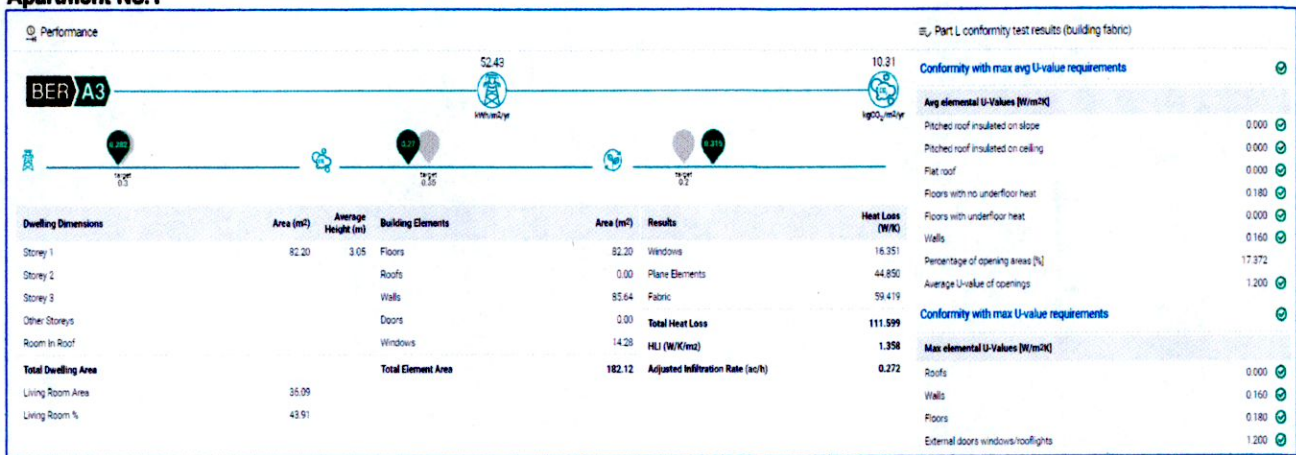 Apartment No.1
Performance
BER A3
52.43
kWh/m2/yr
10.31
kgCO2/m2/yr
0.282
target
0.3
0.27
target
0.35
0.315
target
0.2
Dwelling Dimensions Area (m2) Average Height (m)
Storey 1 82.20 3.05
Storey 2
Storey 3
Other Storeys
Room In Roof
Total Dwelling Area
Living Room Area 36.09
Living Room % 43.91
Building Elements Area (m2)
Floors 82.20
Roofs 0.00
Walls 85.64
Doors 0.00
Windows 14.28
Total Element Area 182.12
Results Heat Loss (W/K)
Windows 16.351
Plane Elements 44.850
Fabric 59.419
Total Heat Loss 111.599
HLI (W/K/m2) 1.358
Adjusted Infiltration Rate (ac/h) 0.272
Part L conformity test results (building fabric)
Conformity with max avg U-value requirements
Avg elemental U-Values [W/m2K]
Pitched roof insulated on slope 0.000
Pitched roof insulated on ceiling 0.000
Flat roof 0.000
Floors with no underfloor heat 0.180
Floors with underfloor heat 0.000
Walls 0.160
Percentage of opening areas [%] 17.372
Average U-value of openings 1.200
Conformity with max U-value requirements
Max elemental U-Values [W/m2K]
Roofs 0.000
Walls 0.160
Floors 0.180
External doors windows/rooflights 1.200